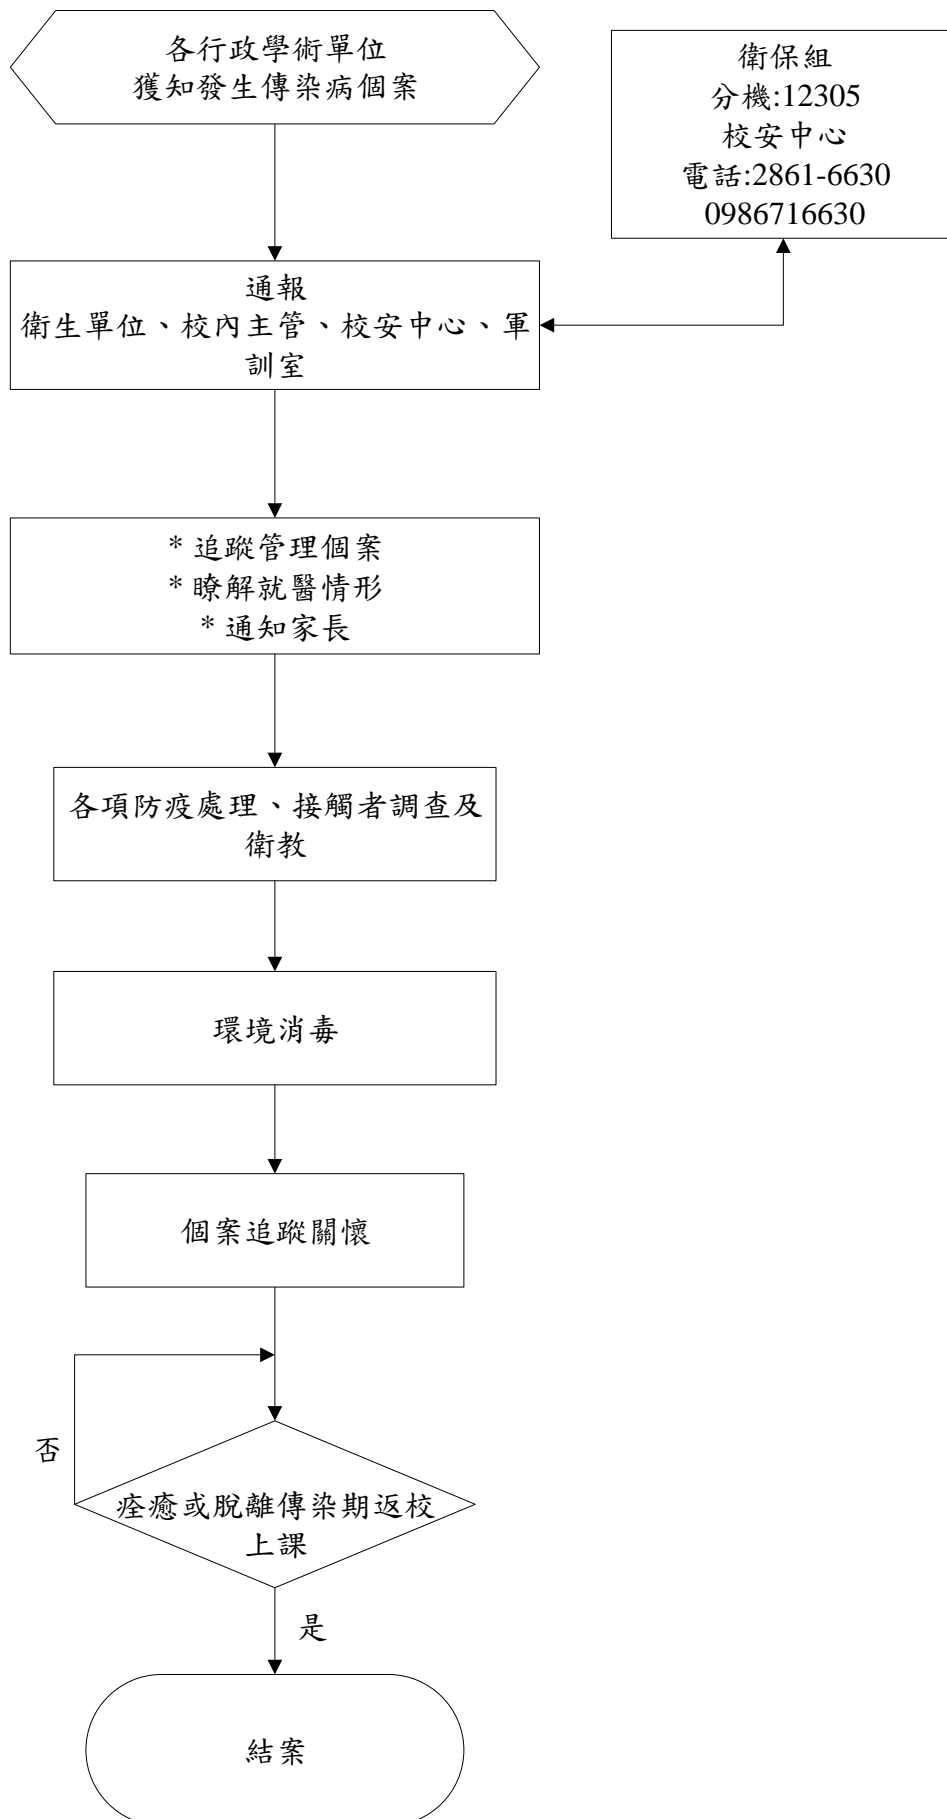 各行政學術單位
獲知發生傳染病個案
衛保組
分機:12305
校安中心
電話:2861-6630
0986716630
通報
衛生單位、校內主管、校安中心、軍
訓室
* 追蹤管理個案
* 瞭解就醫情形
* 通知家長
各項防疫處理、接觸者調查及
衛教
環境消毒
個案追蹤關懷
否
痊癒或脫離傳染期返校
上課
是
結案